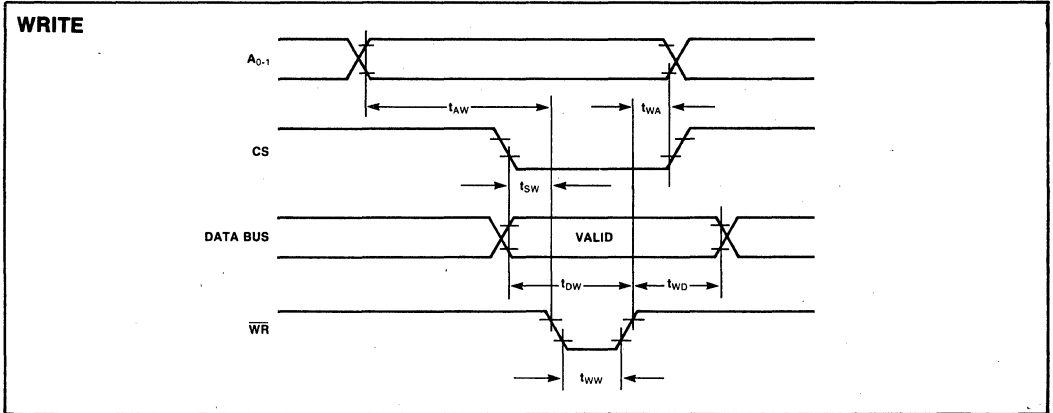 WRITE
A0-1
tAW
tWA
CS
tSW
DATA BUS
VALID
tDW
tWD
WR
tWW